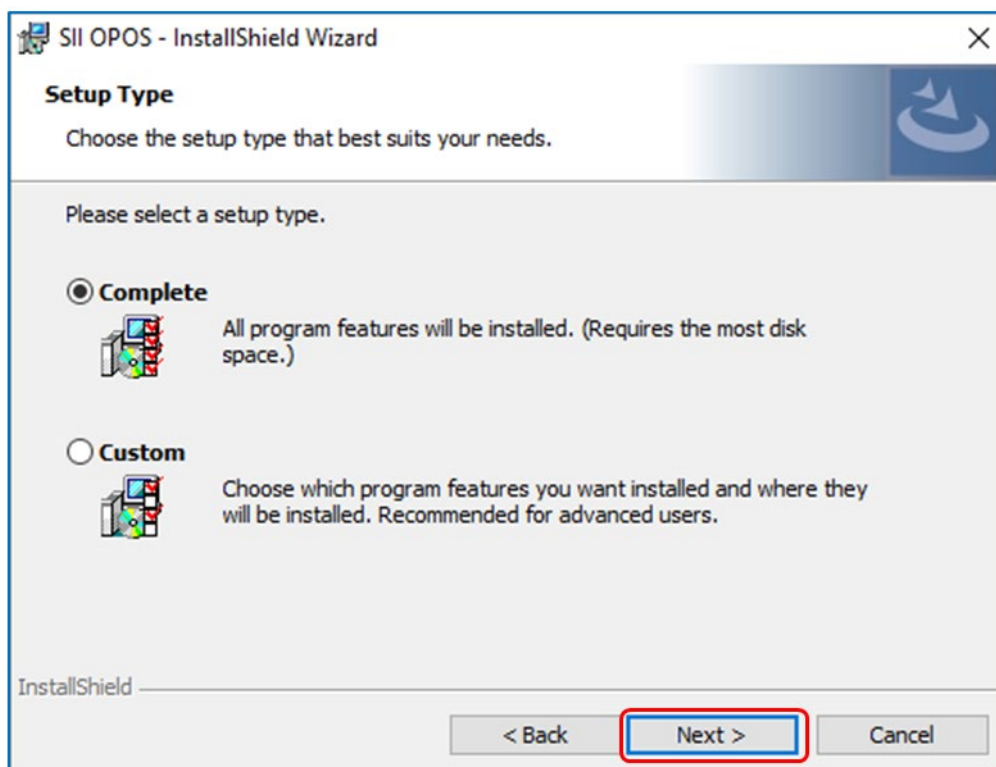 SII OPOS - InstallShield Wizard
Setup Type
Choose the setup type that best suits your needs.
Please select a setup type.
Complete
All program features will be installed. (Requires the most disk
space.)
Custom
Choose which program features you want installed and where they
will be installed. Recommended for advanced users.
InstallShield
< Back
Next >
Cancel